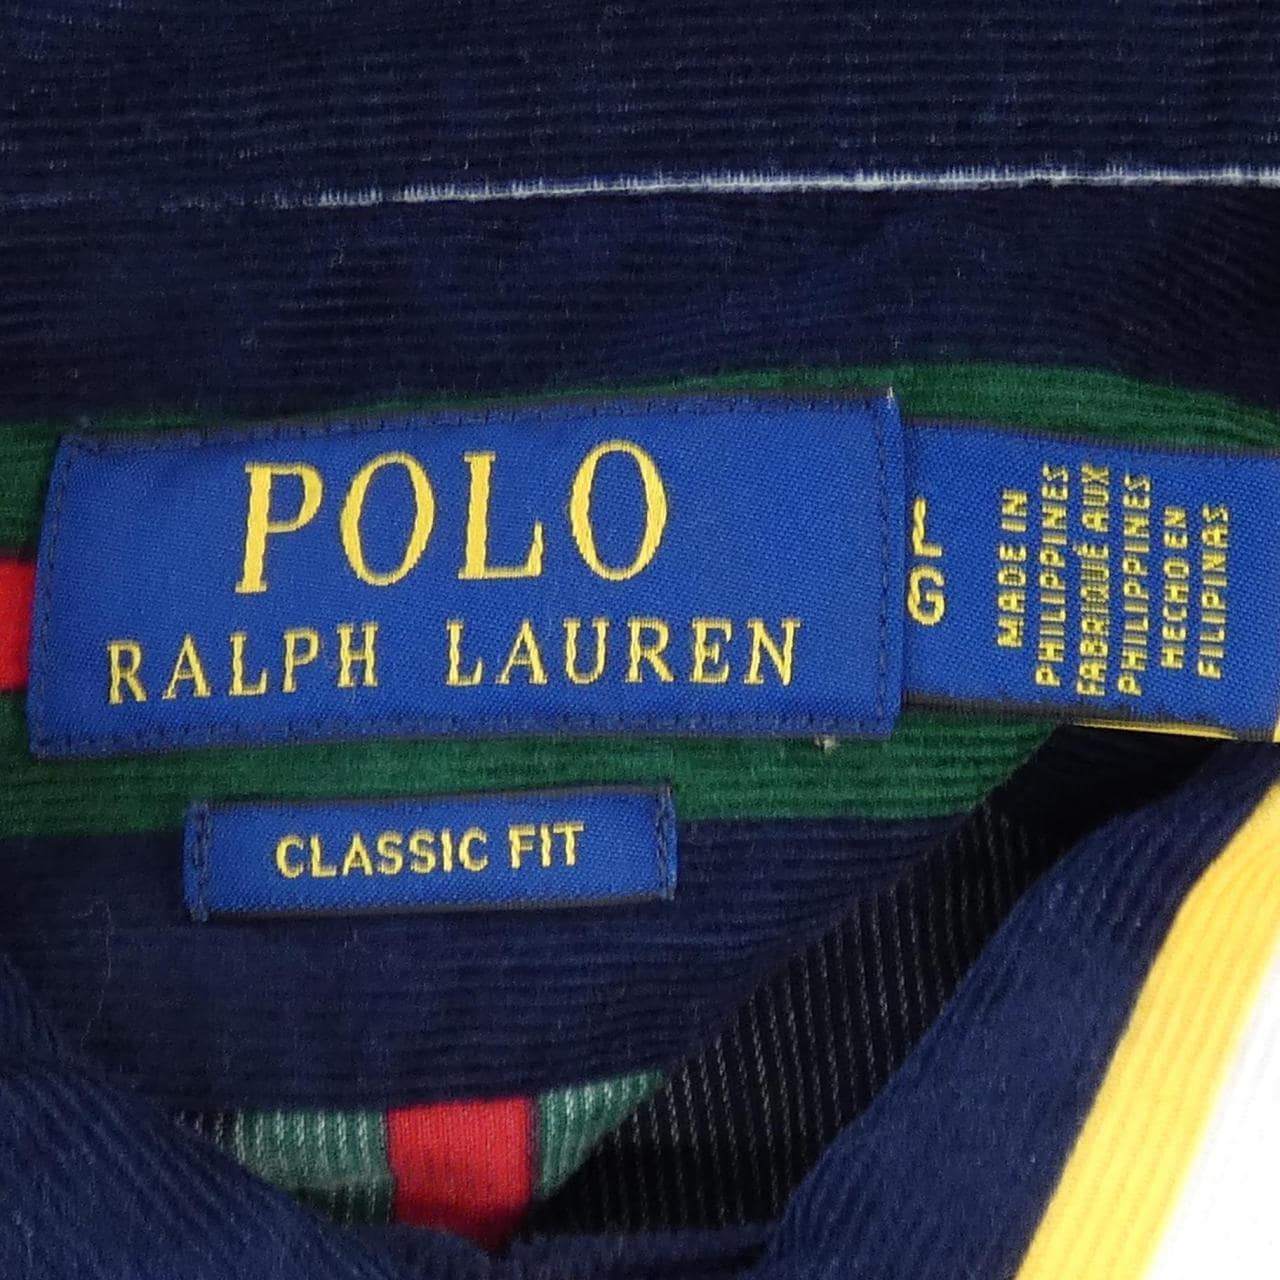 POLO
RALPH LAUREN
L
G
MADE IN
PHILIPPINES
FABRIQUÉ AUX
PHILIPPINES
HECHO EN
FILIPINAS
CLASSIC FIT